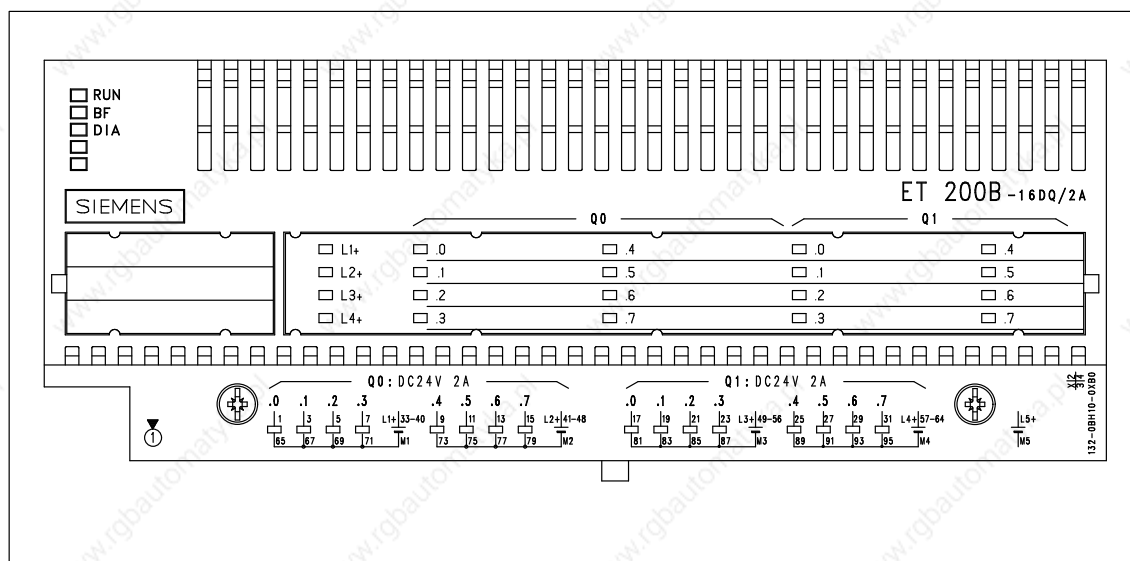 RUN
BF
DIA
SIEMENS
ET 200B -16DQ/2A
Q0 Q1
L1+ .0 .4 .0 .4
L2+ .1 .5 .1 .5
L3+ .2 .6 .2 .6
L4+ .3 .7 .3 .7
Q0:DC24V 2A Q1:DC24V 2A
.0 .1 .2 .3 .4 .5 .6 .7 .0 .1 .2 .3 .4 .5 .6 .7
1 3 5 7 L1+ 33-40 9 11 13 15 L2+ 41-48 17 19 21 23 L3+ 49-56 25 27 29 31 L4+ 57-64 L5+
65 67 69 71 M1 73 75 77 79 M2 81 83 85 87 M3 89 91 93 95 M4 M5
1
132-0BH10-0XB0
www.rgbautomatyka.pl